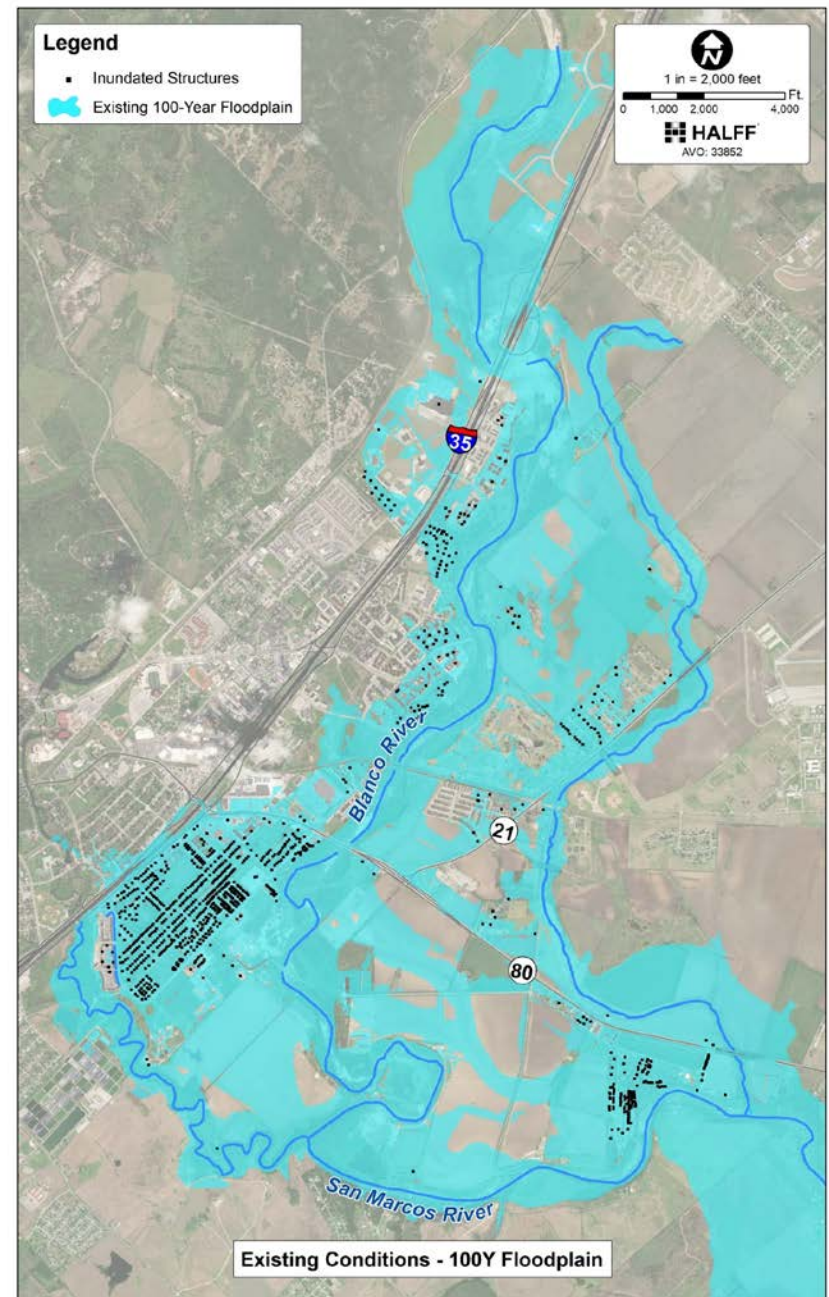 Legend
Inundated Structures
Existing 100-Year Floodplain
N
1 in = 2,000 feet
Ft.
0 1,000 2,000 4,000
HALFF
AVO: 33852
35
Blanco River
21
80
San Marcos River
Existing Conditions - 100Y Floodplain